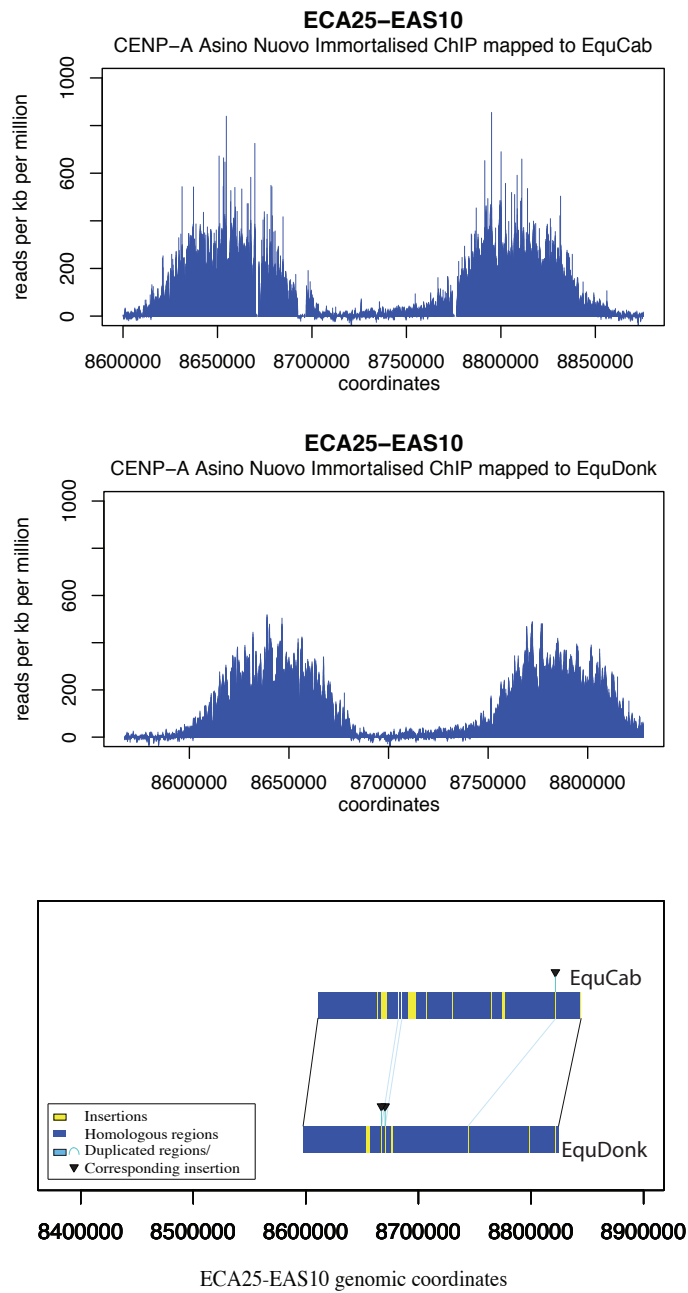 ECA25−EAS10
CENP−A Asino Nuovo Immortalised ChIP mapped to EquCab
reads per kb per million
1000
600
200
0
8600000 8650000 8700000 8750000 8800000 8850000
coordinates
ECA25−EAS10
CENP−A Asino Nuovo Immortalised ChIP mapped to EquDonk
reads per kb per million
1000
600
200
0
8600000 8650000 8700000 8750000 8800000
coordinates
EquCab
EquDonk
Insertions
Homologous regions
Duplicated regions/
Corresponding insertion
8400000 8500000 8600000 8700000 8800000 8900000
ECA25-EAS10 genomic coordinates